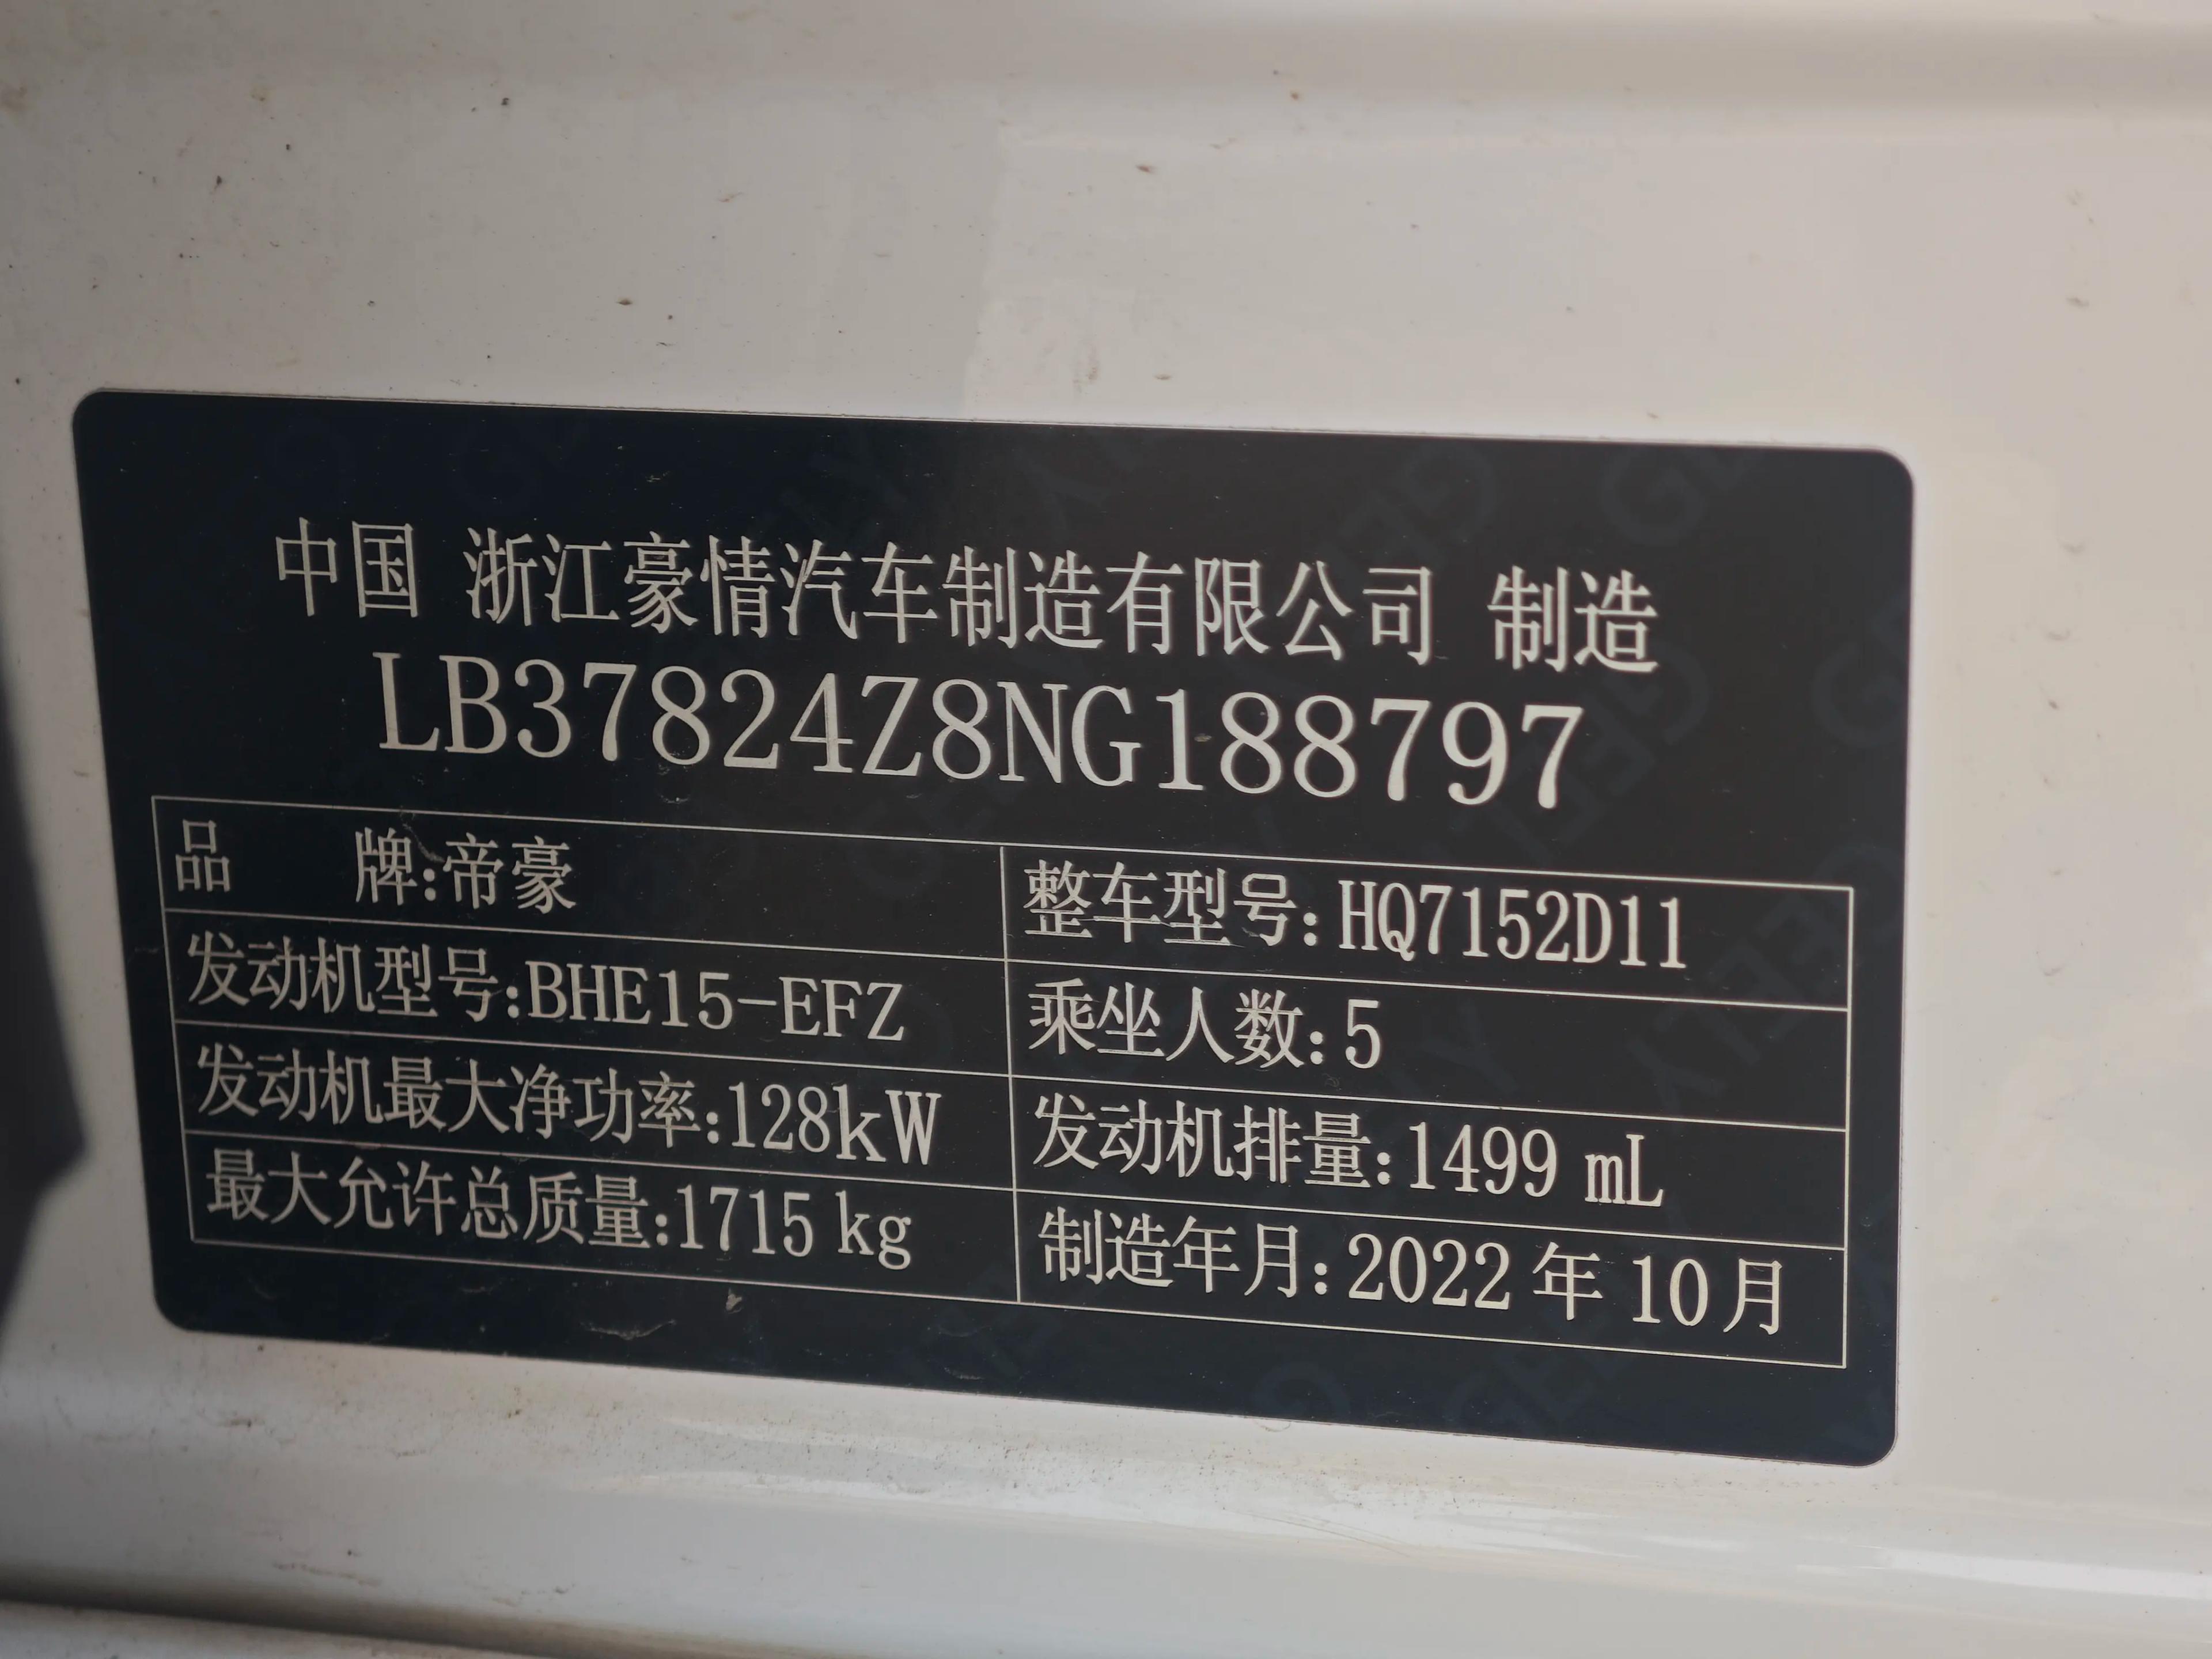 中国 浙江豪情汽车制造有限公司 制造
LB37824Z8NG188797
品 牌:帝豪 整车型号:HQ7152D11
发动机型号:BHE15-EFZ 乘坐人数:5
发动机最大净功率:128kW 发动机排量:1499 mL
最大允许总质量:1715 kg 制造年月:2022 年 10 月